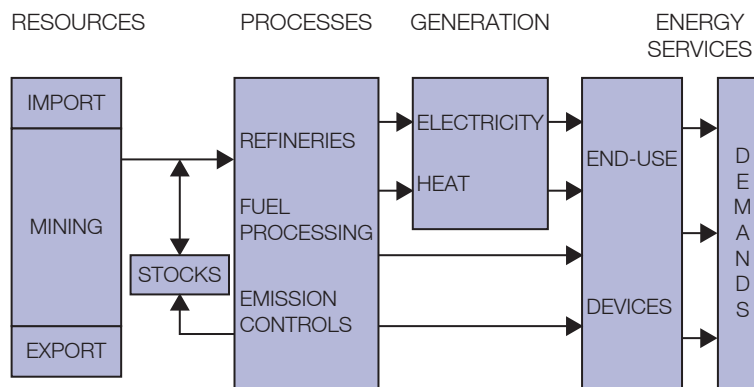 RESOURCES
PROCESSES
GENERATION
ENERGY
SERVICES
IMPORT
MINING
EXPORT
STOCKS
REFINERIES
FUEL
PROCESSING
EMISSION
CONTROLS
ELECTRICITY
HEAT
END-USE
DEVICES
D
E
M
A
N
D
S